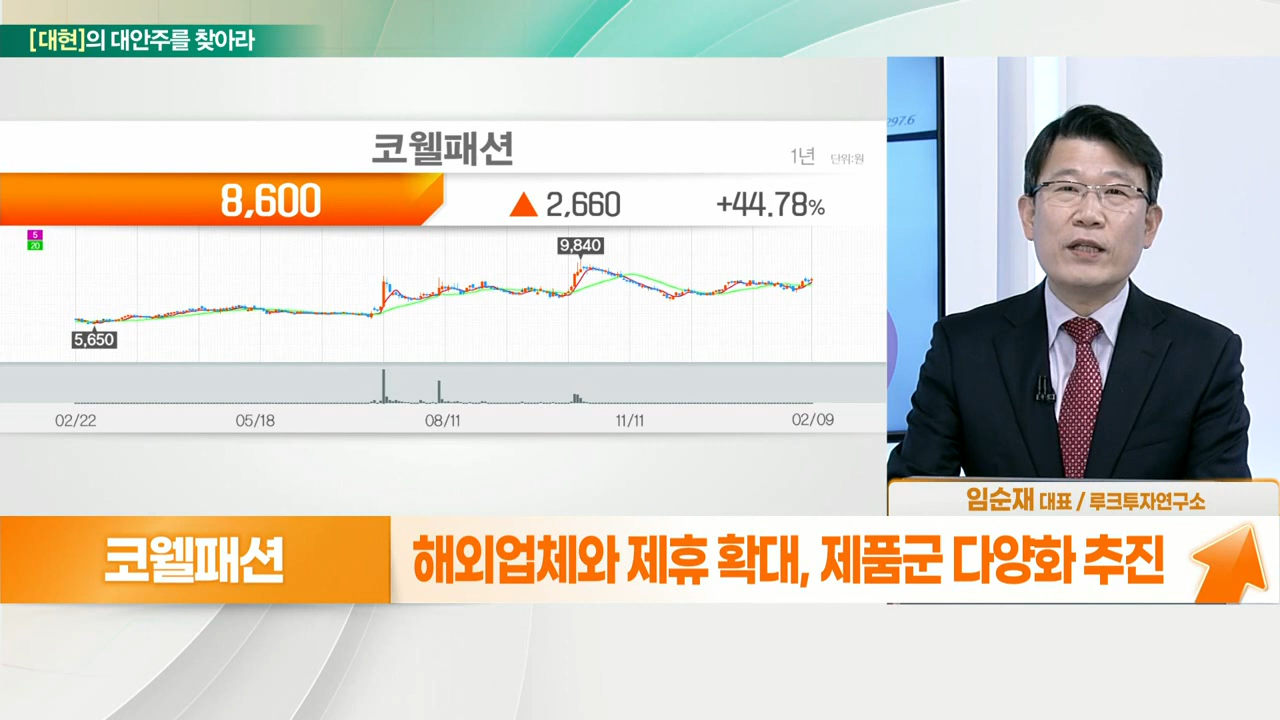 [대현]의 대안주를 찾아라
297.6
코웰패션
1년 단위:원
8,600 ▲ 2,660 +44.78%
5
20
9,840
5,650
02/22 05/18 08/11 11/11 02/09
임순재 대표 / 루크투자연구소
코웰패션 해외업체와 제휴 확대, 제품군 다양화 추진